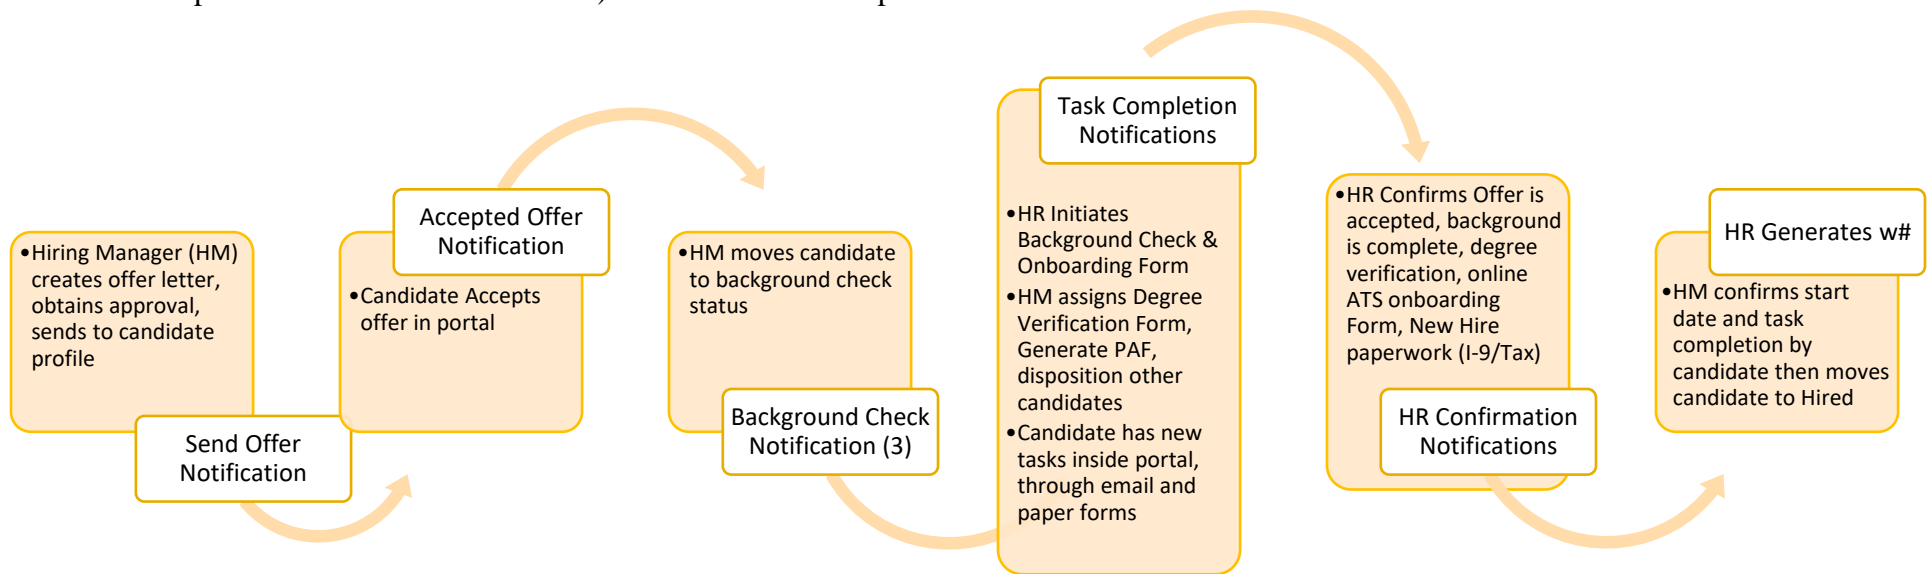 •Hiring Manager (HM)
creates offer letter,
obtains approval,
sends to candidate
profile
Send Offer
Notification
Accepted Offer
Notification
•Candidate Accepts
offer in portal
•HM moves candidate
to background check
status
Background Check
Notification (3)
Task Completion
Notifications
•HR Initiates
Background Check &
Onboarding Form
•HM assigns Degree
Verification Form,
Generate PAF,
disposition other
candidates
•Candidate has new
tasks inside portal,
through email and
paper forms
•HR Confirms Offer is
accepted, background
is complete, degree
verification, online
ATS onboarding
Form, New Hire
paperwork (I-9/Tax)
HR Confirmation
Notifications
HR Generates w#
•HM confirms start
date and task
completion by
candidate then moves
candidate to Hired